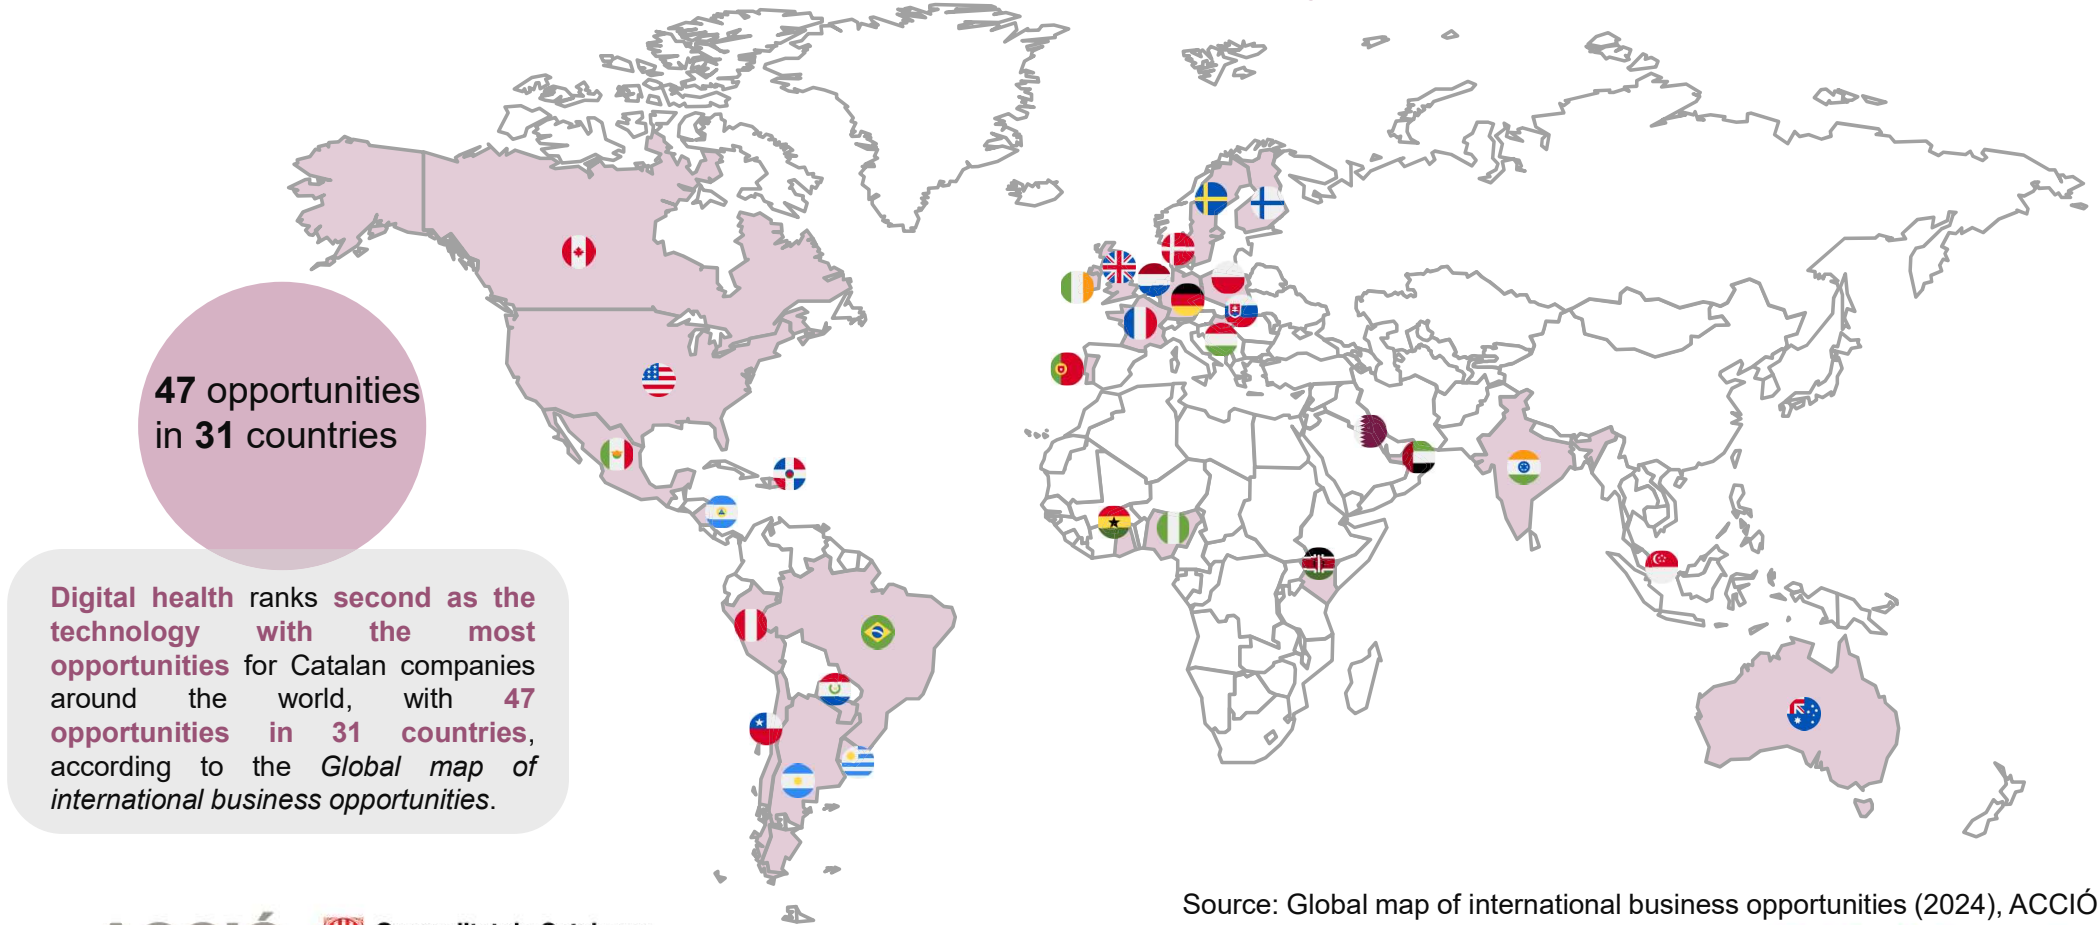 47 opportunities
in 31 countries
Digital health ranks second as the
technology with the most
opportunities for Catalan companies
around the world, with 47
opportunities in 31 countries,
according to the Global map of
international business opportunities.
Source: Global map of international business opportunities (2024), ACCIÓ